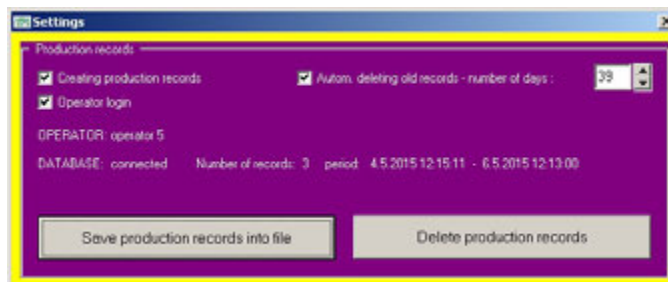 Settings
Production records
Creating production records Autom. deleting old records - number of days : 39
Operator login
OPERATOR: operator 5
DATABASE: connected Number of records: 3 period: 4.5.2015 12:15:11 - 6.5.2015 12:13:00
Save production records into file Delete production records